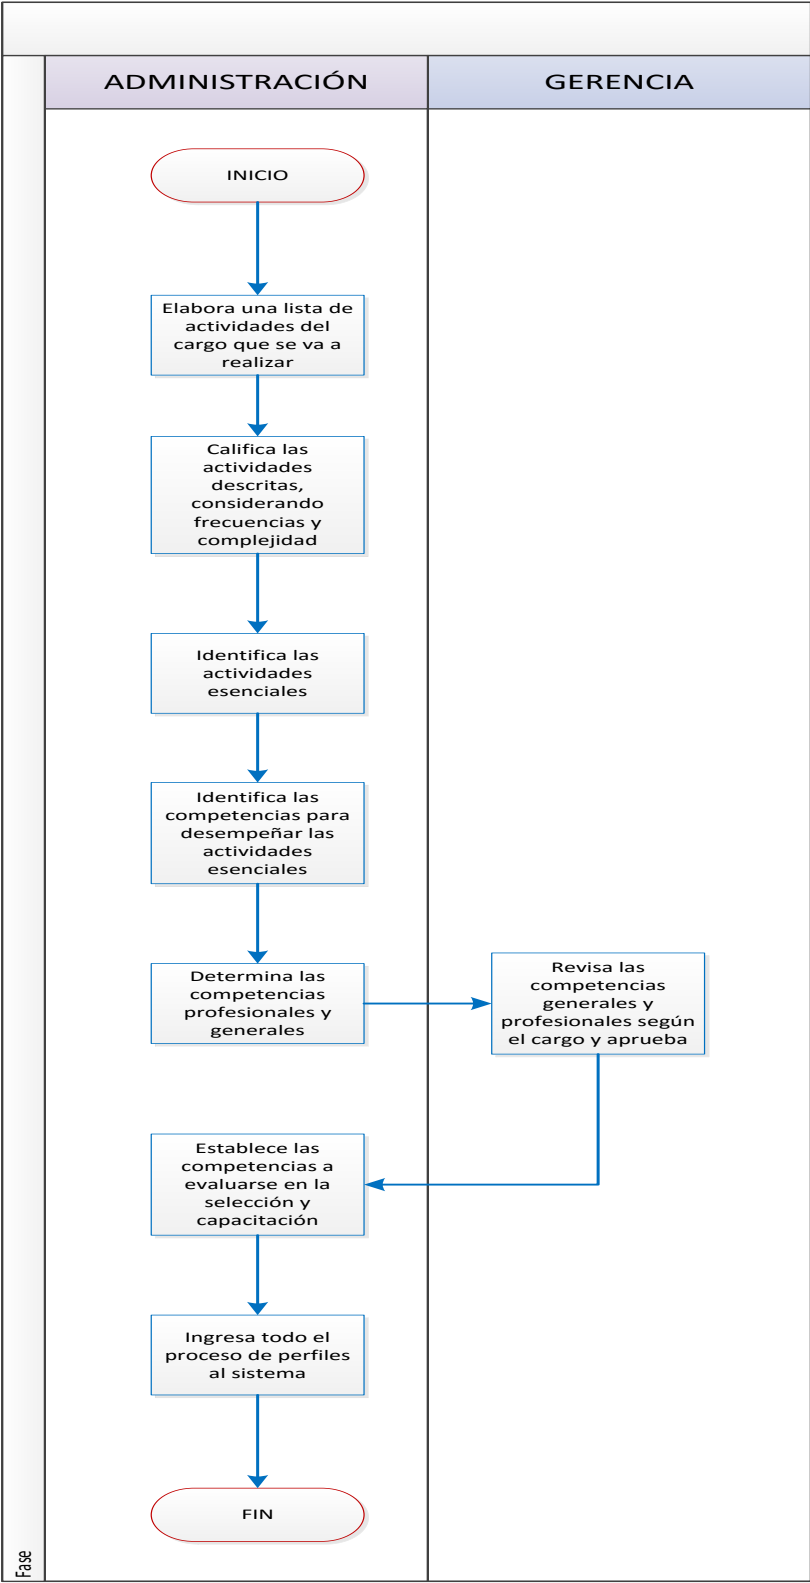 ADMINISTRACIÓN
GERENCIA
INICIO
Elabora una lista de
actividades del
cargo que se va a
realizar
Califica las
actividades
descritas,
considerando
frecuencias y
complejidad
Identifica las
actividades
esenciales
Identifica las
competencias para
desempeñar las
actividades
esenciales
Determina las
competencias
profesionales y
generales
Revisa las
competencias
generales y
profesionales según
el cargo y aprueba
Establece las
competencias a
evaluarse en la
selección y
capacitación
Ingresa todo el
proceso de perfiles
al sistema
FIN
Fase